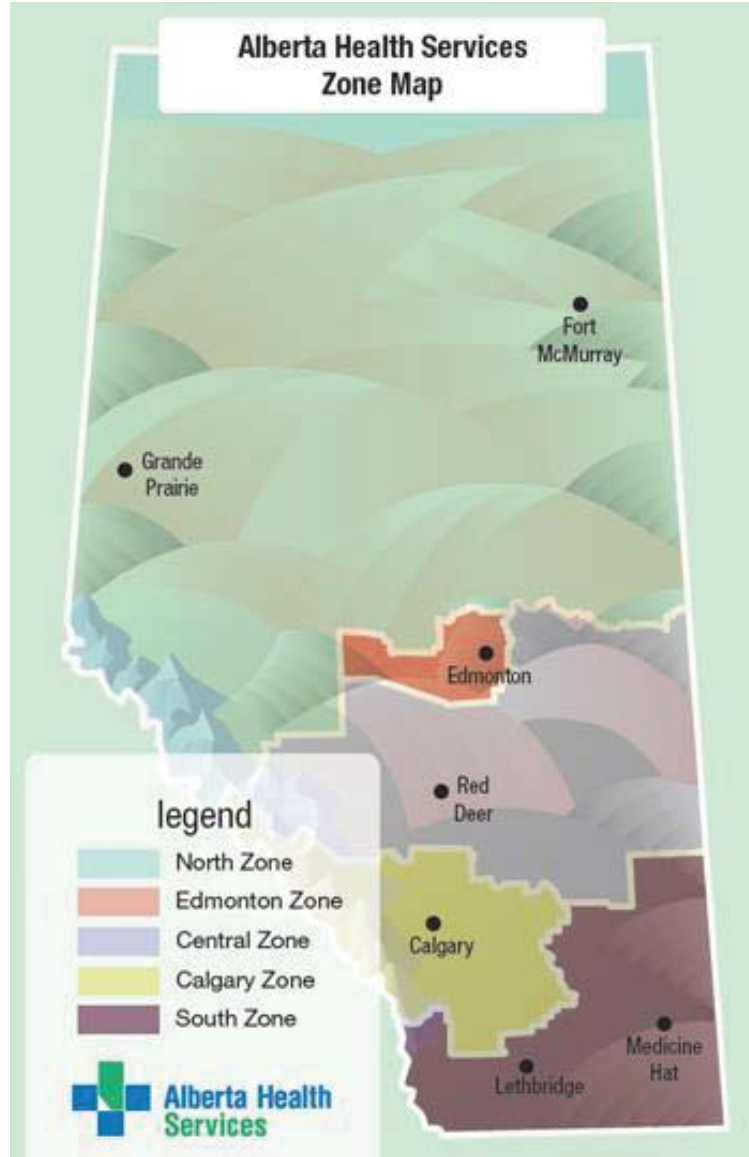 Alberta Health Services
Zone Map
Fort
McMurray
Grande
Prairie
Edmonton
Red
Deer
legend
North Zone
Edmonton Zone
Central Zone
Calgary Zone
South Zone
Calgary
Medicine
Hat
Lethbridge
Alberta Health
Services